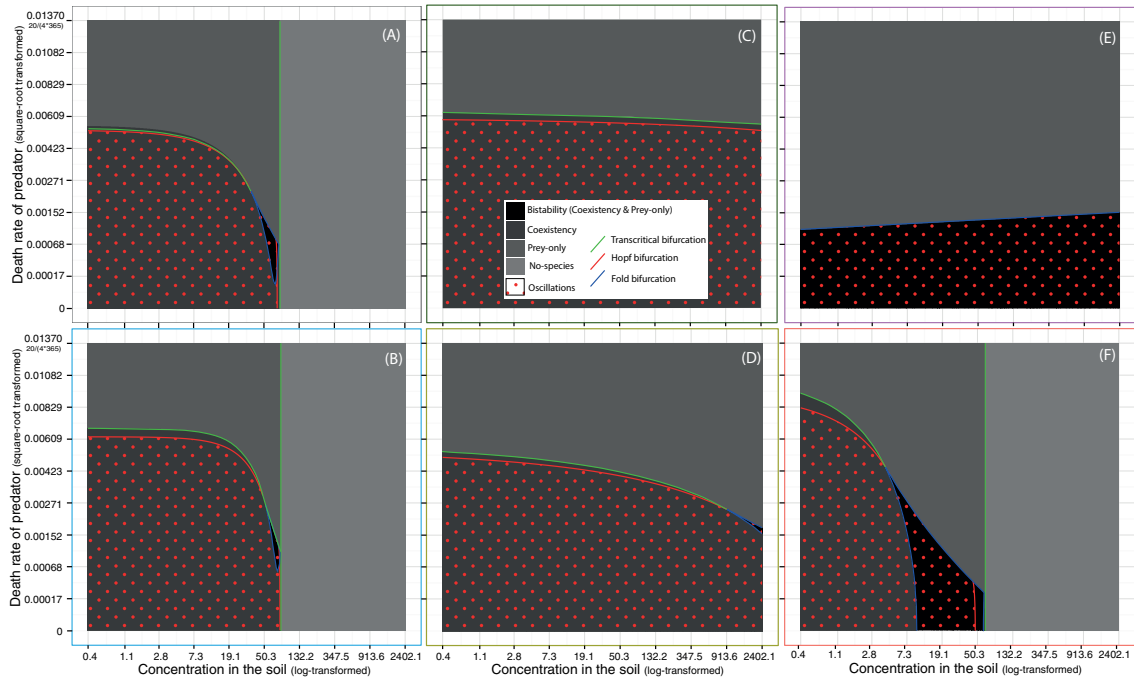 (A)
(C)
(E)
0.01370
20/(4*365)
0.01082
0.00829
0.00609
0.00423
0.00271
0.00152
0.00068
0.00017
0
Death rate of predator (square-root transformed)
Bistability (Coexistency & Prey-only)
Coexistency
Prey-only
No-species
Oscillations
Transcritical bifurcation
Hopf bifurcation
Fold bifurcation
(B)
(D)
(F)
0.01370
20/(4*365)
0.01082
0.00829
0.00609
0.00423
0.00271
0.00152
0.00068
0.00017
0
Death rate of predator (square-root transformed)
0.4 1.1 2.8 7.3 19.1 50.3 132.2 347.5 913.6 2402.1
Concentration in the soil (log-transformed)
0.4 1.1 2.8 7.3 19.1 50.3 132.2 347.5 913.6 2402.1
Concentration in the soil (log-transformed)
0.4 1.1 2.8 7.3 19.1 50.3 132.2 347.5 913.6 2402.1
Concentration in the soil (log-transformed)